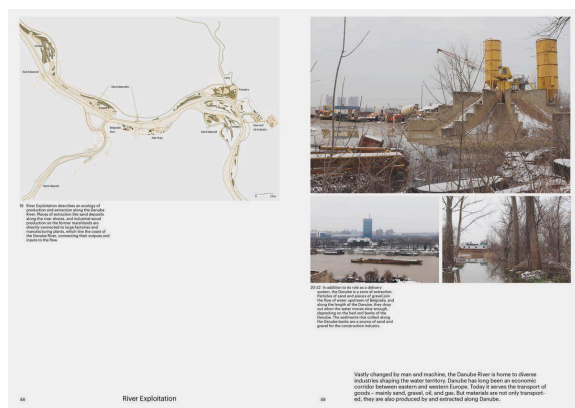 Sand deposit
Sand deposit
Forestry
Sand deposit
Sand deposit
19 River Exploitation describes an ecology of
production and extraction along the Danube
River. Places of extraction like sand deposits
along the river shores, and industrial wood
production on the former marshlands are
directly connected to large factories and
manufacturing plants, which line the coast of
the Danube River, connecting their outputs and
inputs to the flow.
20-22 In addition to its role as a delivery
system, the Danube is a zone of extraction.
Particles of sand and pieces of gravel join
the flow of water upstream of Belgrade, and
along the length of the Danube, they drop
out when the water moves slow enough,
depositing on the bed and banks of the
Danube. The sediments that collect along
the Danube banks are a source of sand and
gravel for the construction industry.
Vastly changed by man and machine, the Danube River is home to diverse
industries shaping the water territory. Danube has long been an economic
corridor between eastern and western Europe. Today it serves the transport of
goods – mainly sand, gravel, oil, and gas. But materials are not only transport-
ed, they are also produced by and extracted along Danube.
48
River Exploitation
49